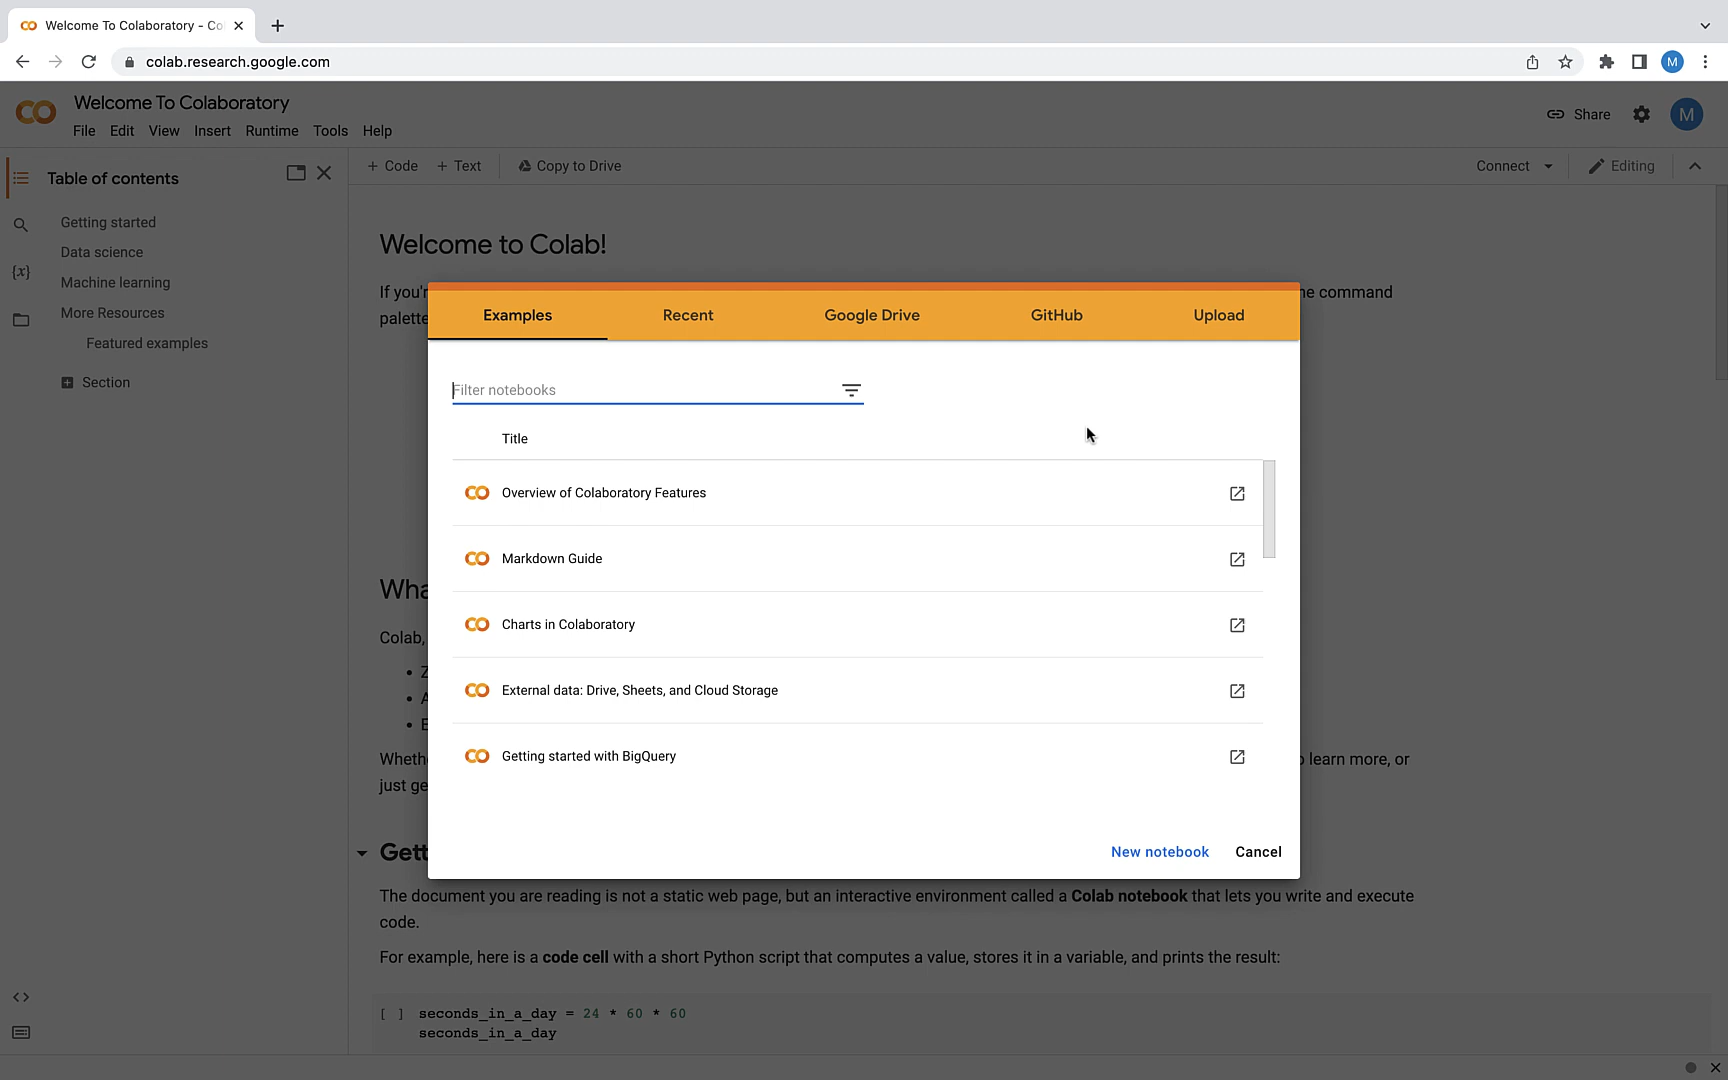 Welcome To Colaboratory - Co
colab.research.google.com
M
Welcome To Colaboratory
File Edit View Insert Runtime Tools Help
Share
M
Table of contents
+ Code + Text Copy to Drive
Connect
Editing
Getting started
Data science
Machine learning
More Resources
Featured examples
Section
{x}
Welcome to Colab!
If you'r
he command
palette
Examples Recent Google Drive GitHub Upload
Filter notebooks
Title
Overview of Colaboratory Features
Markdown Guide
Charts in Colaboratory
External data: Drive, Sheets, and Cloud Storage
Getting started with BigQuery
New notebook Cancel
Wha
Colab,
• Z
• A
• E
Wheth
o learn more, or
just ge
Gett
The document you are reading is not a static web page, but an interactive environment called a Colab notebook that lets you write and execute
code.
For example, here is a code cell with a short Python script that computes a value, stores it in a variable, and prints the result:
[ ] seconds_in_a_day = 24 * 60 * 60
seconds_in_a_day